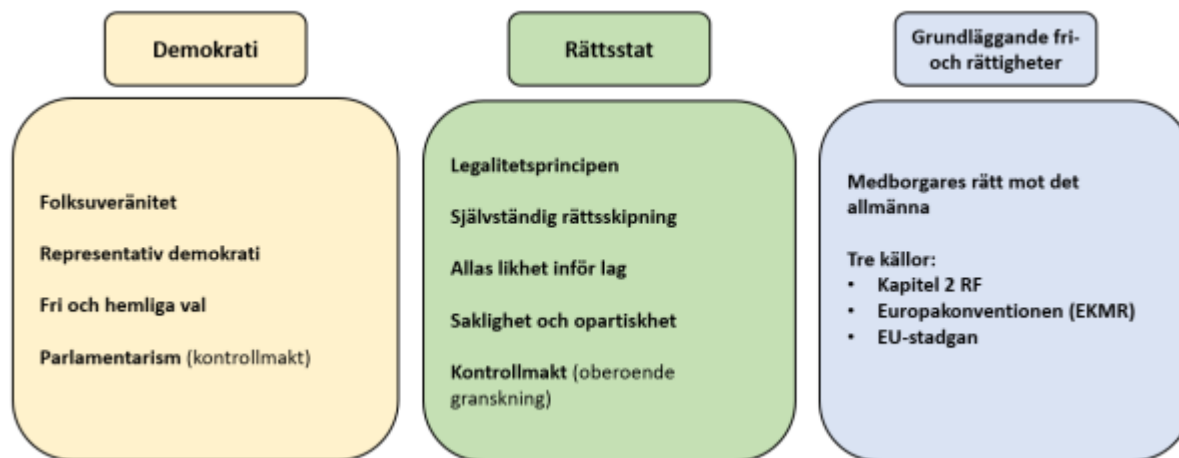 Demokrati
Folksuveränitet
Representativ demokrati
Fri och hemliga val
Parlamentarism (kontrollmakt)
Rättsstat
Legalitetsprincipen
Självständig rättsskipning
Allas likhet inför lag
Saklighet och opartiskhet
Kontrollmakt (oberoende
granskning)
Grundläggande fri-
och rättigheter
Medborgares rätt mot det
allmänna
Tre källor:
• Kapitel 2 RF
• Europakonventionen (EKMR)
• EU-stadgan